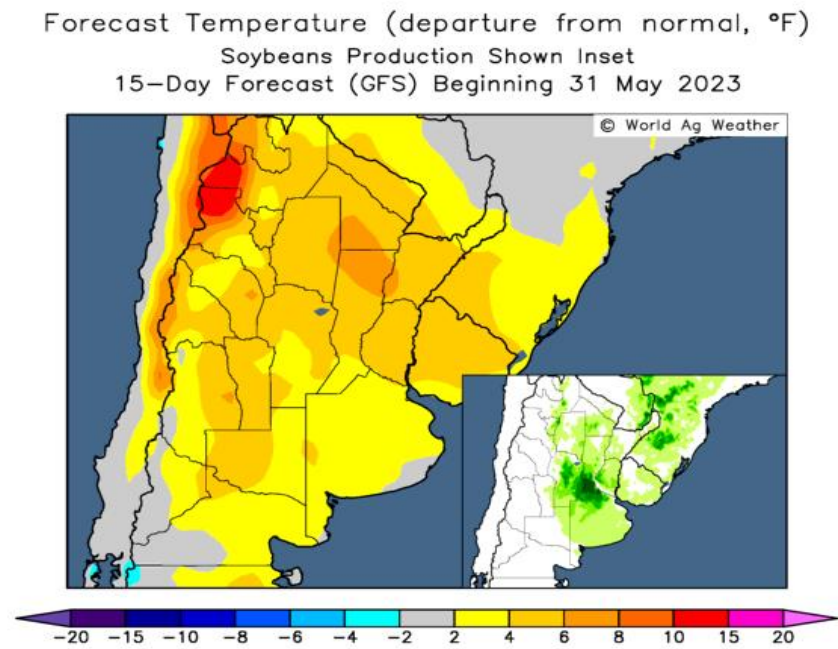 Forecast Temperature (departure from normal, °F)
Soybeans Production Shown Inset
15-Day Forecast (GFS) Beginning 31 May 2023
© World Ag Weather
-20 -15 -10 -8 -6 -4 -2 2 4 6 8 10 15 20